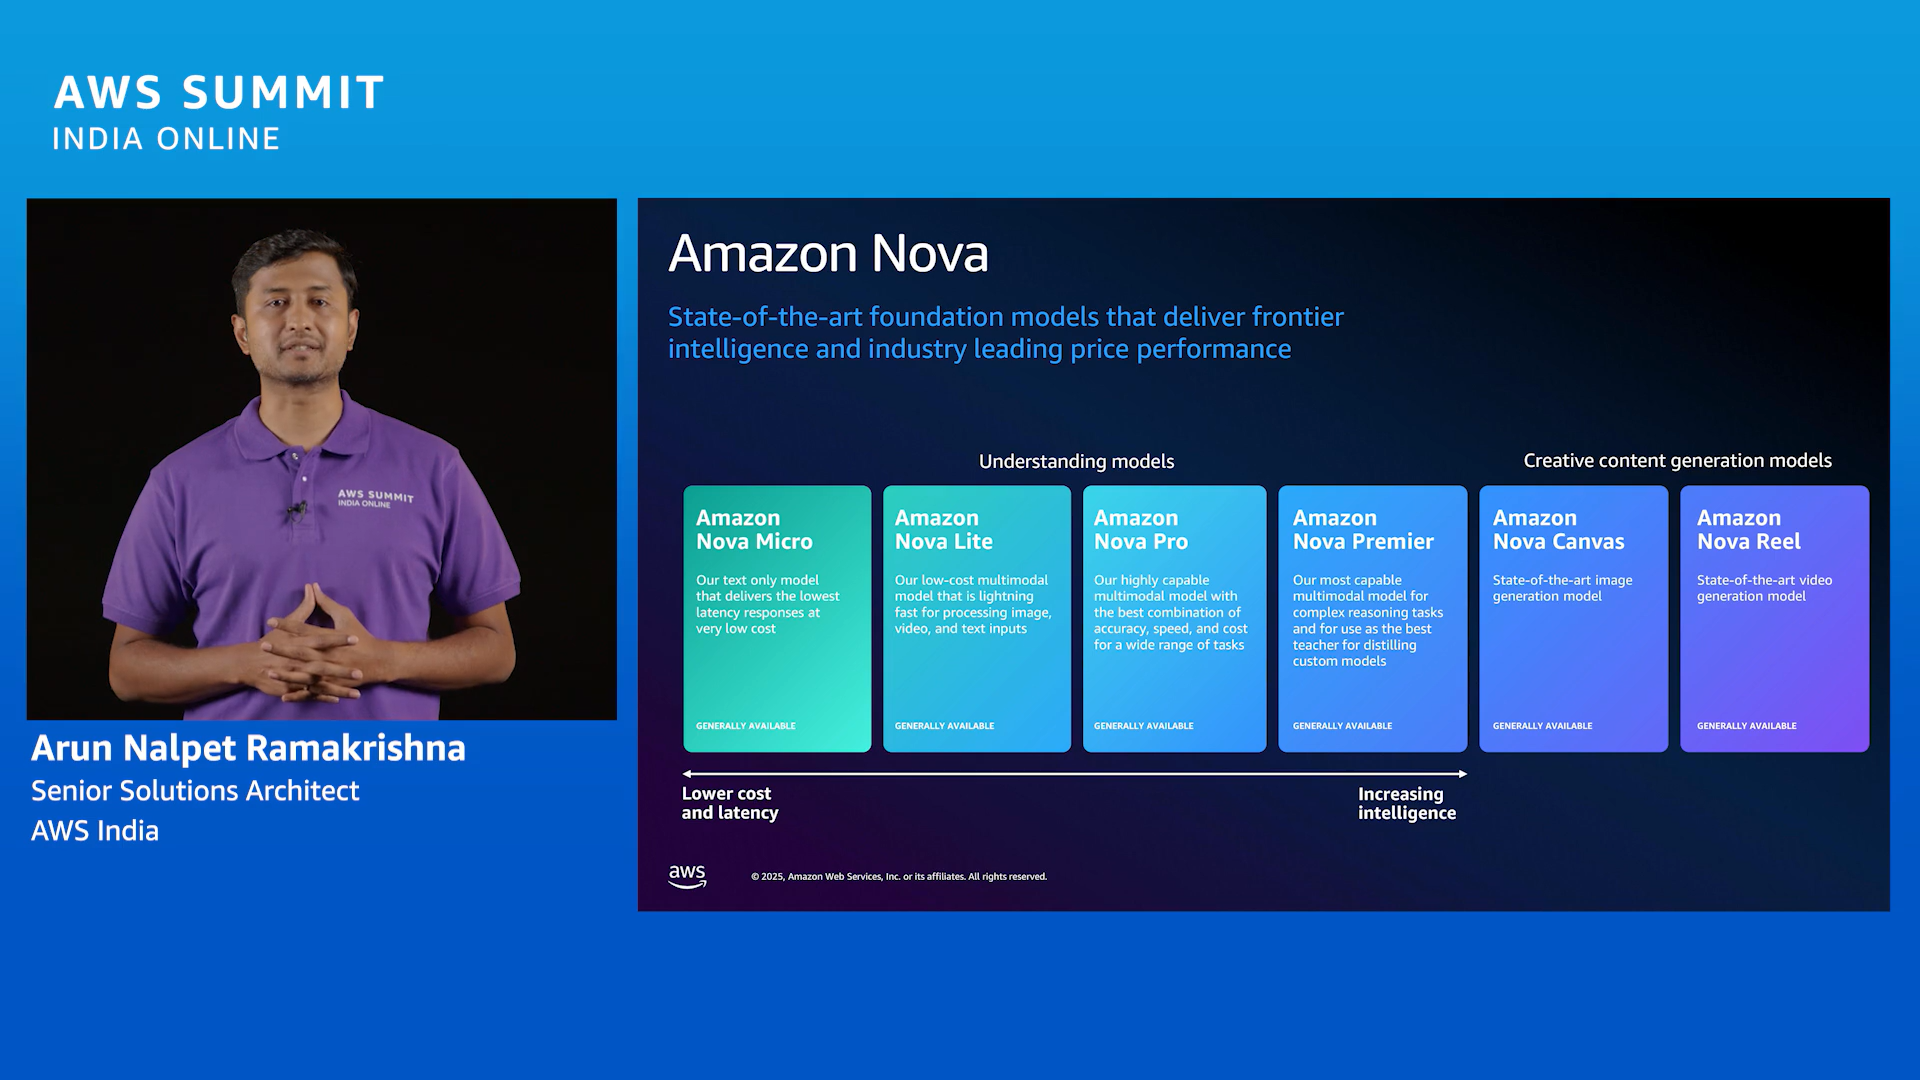 AWS SUMMIT
INDIA ONLINE
AWS SUMMIT
INDIA ONLINE
Arun Nalpet Ramakrishna
Senior Solutions Architect
AWS India
Amazon Nova
State-of-the-art foundation models that deliver frontier
intelligence and industry leading price performance
Understanding models
Creative content generation models
Amazon
Nova Micro
Our text only model
that delivers the lowest
latency responses at
very low cost
GENERALLY AVAILABLE
Amazon
Nova Lite
Our low-cost multimodal
model that is lightning
fast for processing image,
video, and text inputs
GENERALLY AVAILABLE
Amazon
Nova Pro
Our highly capable
multimodal model with
the best combination of
accuracy, speed, and cost
for a wide range of tasks
GENERALLY AVAILABLE
Amazon
Nova Premier
Our most capable
multimodal model for
complex reasoning tasks
and for use as the best
teacher for distilling
custom models
GENERALLY AVAILABLE
Amazon
Nova Canvas
State-of-the-art image
generation model
GENERALLY AVAILABLE
Amazon
Nova Reel
State-of-the-art video
generation model
GENERALLY AVAILABLE
Lower cost
and latency
Increasing
intelligence
aws
© 2025, Amazon Web Services, Inc. or its affiliates. All rights reserved.